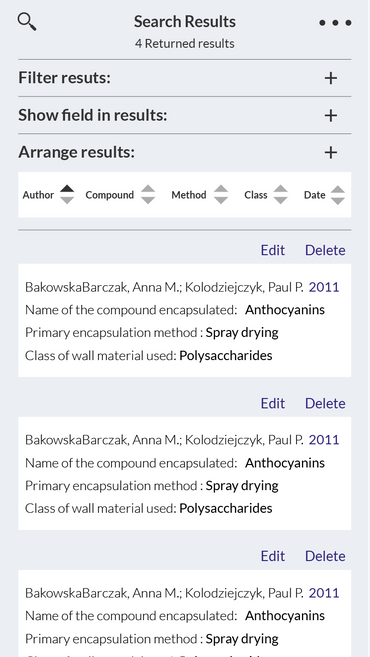 Search Results
4 Returned results
Filter resuts: +
Show field in results: +
Arrange results: +
Author Compound Method Class Date
Edit Delete
BakowskaBarczak, Anna M.; Kolodziejczyk, Paul P. 2011
Name of the compound encapsulated: Anthocyanins
Primary encapsulation method : Spray drying
Class of wall material used: Polysaccharides
Edit Delete
BakowskaBarczak, Anna M.; Kolodziejczyk, Paul P. 2011
Name of the compound encapsulated: Anthocyanins
Primary encapsulation method : Spray drying
Class of wall material used: Polysaccharides
Edit Delete
BakowskaBarczak, Anna M.; Kolodziejczyk, Paul P. 2011
Name of the compound encapsulated: Anthocyanins
Primary encapsulation method : Spray drying